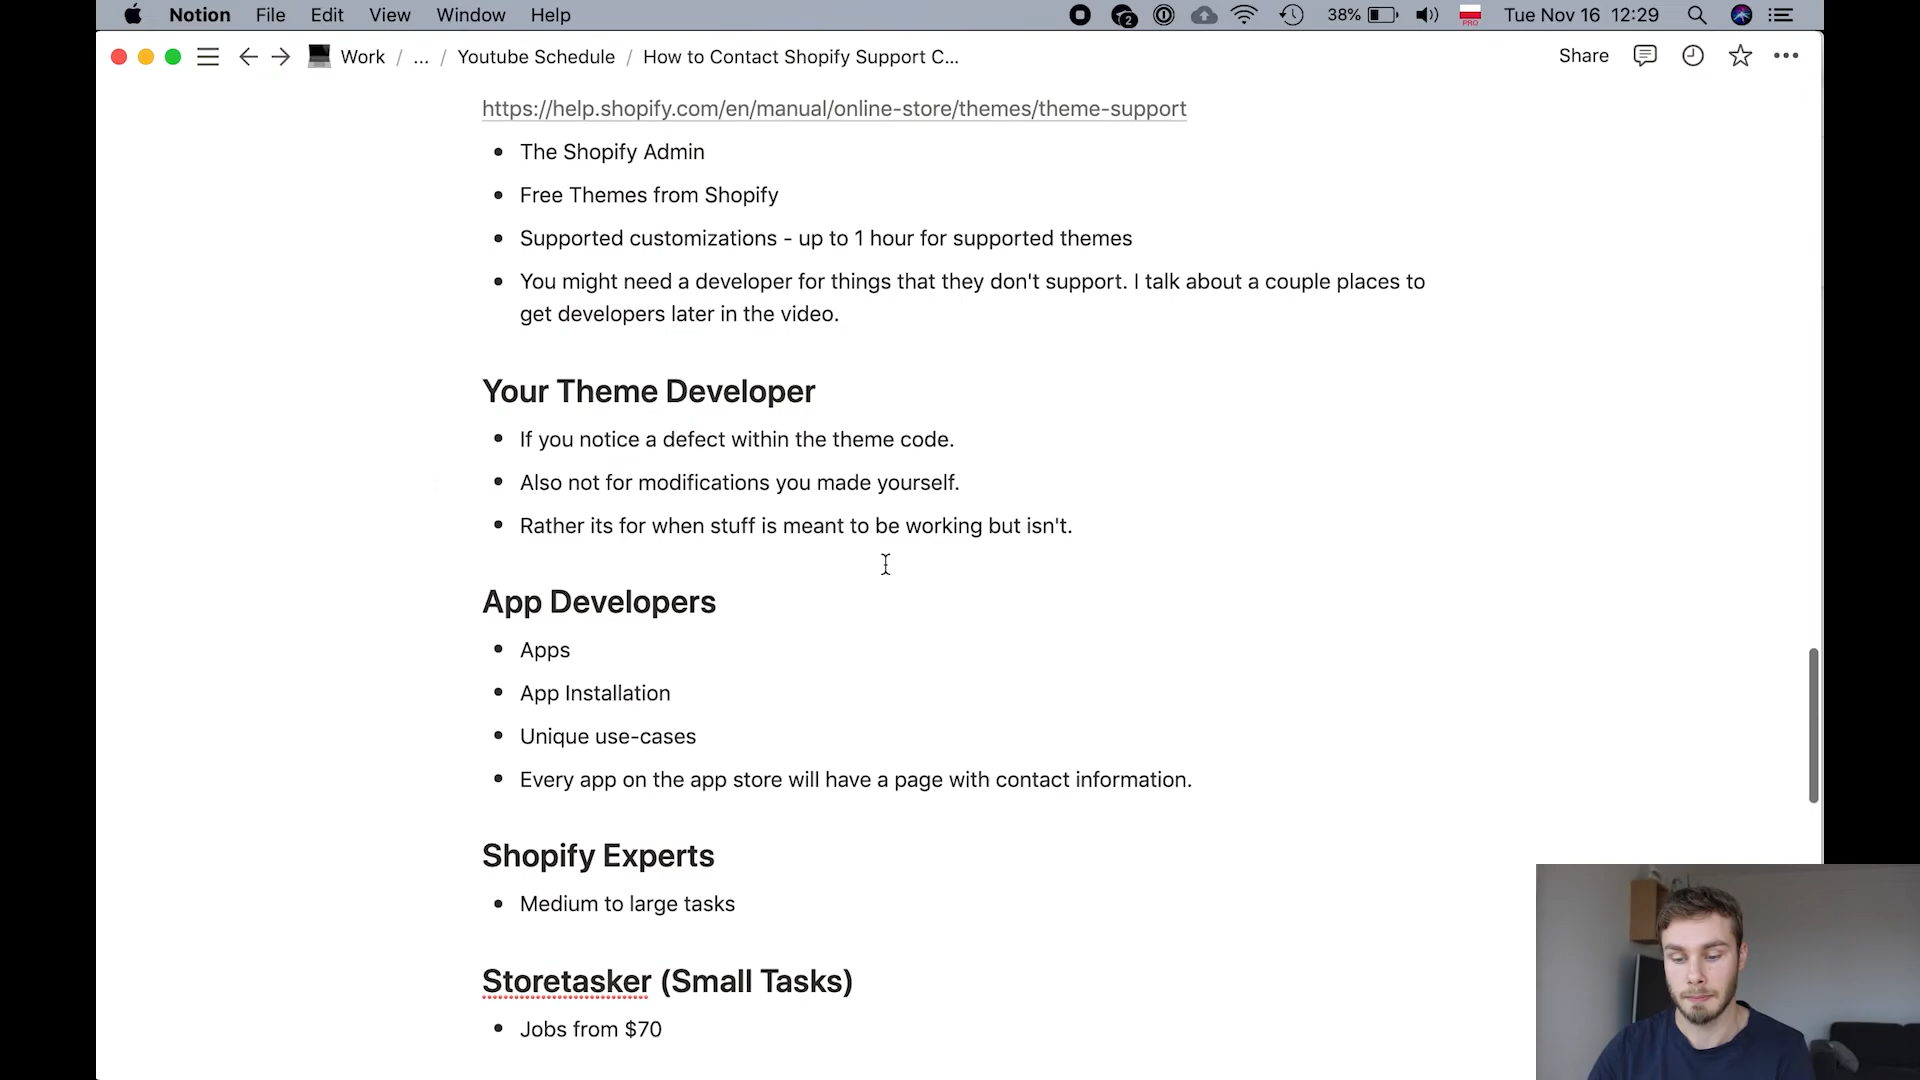 Notion File Edit View Window Help 2 38% PRO Tue Nov 16 12:29
Work / ... / Youtube Schedule / How to Contact Shopify Support C... Share
https://help.shopify.com/en/manual/online-store/themes/theme-support
• The Shopify Admin
• Free Themes from Shopify
• Supported customizations - up to 1 hour for supported themes
• You might need a developer for things that they don't support. I talk about a couple places to
get developers later in the video.
Your Theme Developer
• If you notice a defect within the theme code.
• Also not for modifications you made yourself.
• Rather its for when stuff is meant to be working but isn't.
App Developers
• Apps
• App Installation
• Unique use-cases
• Every app on the app store will have a page with contact information.
Shopify Experts
• Medium to large tasks
Storetasker (Small Tasks)
• Jobs from $70